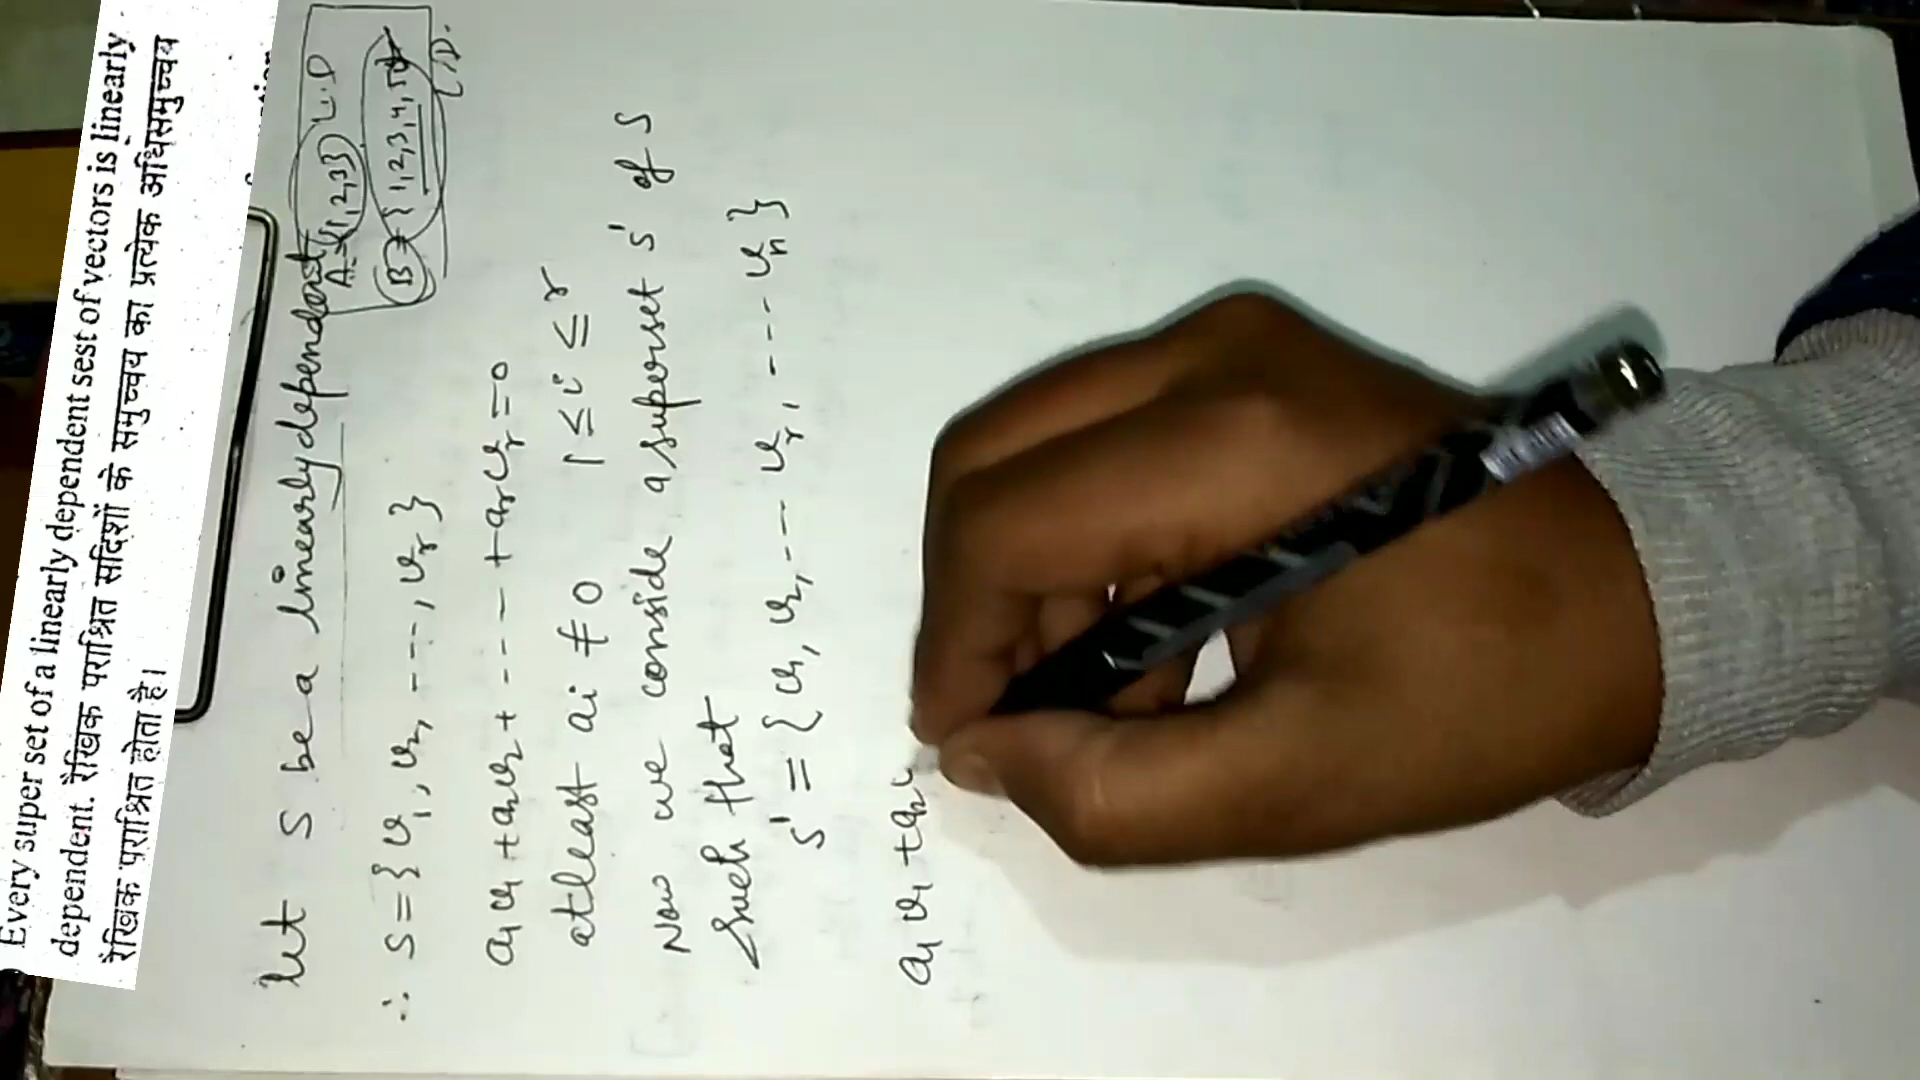 Every super set of a linearly dependent sest of vectors is linearly
dependent. रैखिक पराश्रित सदिशों के समुच्चय का प्रत्येक अधिसमुच्चय
रैखिक पराश्रित होता है।
Let S be a linearly dependent
A = {1,2,3} L.D
B = {1,2,3,4,5} L.D.
∴ S = {v₁, v₂, ---, vᵣ}
a₁v₁ + a₂v₂ + ---- + aᵣvᵣ = 0
atleast ai ≠ 0 1 ≤ i ≤ r
Now we conside a superset S' of S
Such that
S' = {v₁, v₂, --- vᵣ, --- vₙ}
a₁v₁ + a₂